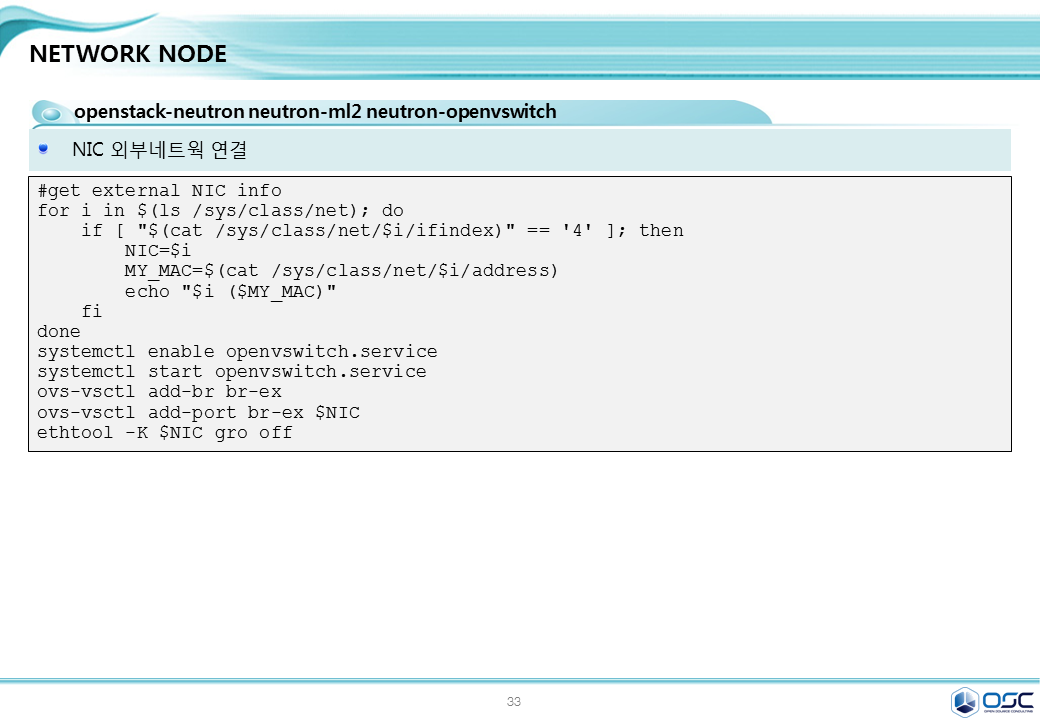 NETWORK NODE
openstack-neutron neutron-ml2 neutron-openvswitch
NIC 외부네트웍 연결
#get external NIC info
for i in $(ls /sys/class/net); do
    if [ "$(cat /sys/class/net/$i/ifindex)" == '4' ]; then
        NIC=$i
        MY_MAC=$(cat /sys/class/net/$i/address)
        echo "$i ($MY_MAC)"
    fi
done
systemctl enable openvswitch.service
systemctl start openvswitch.service
ovs-vsctl add-br br-ex
ovs-vsctl add-port br-ex $NIC
ethtool -K $NIC gro off
33
OSC
OPEN SOURCE CONSULTING